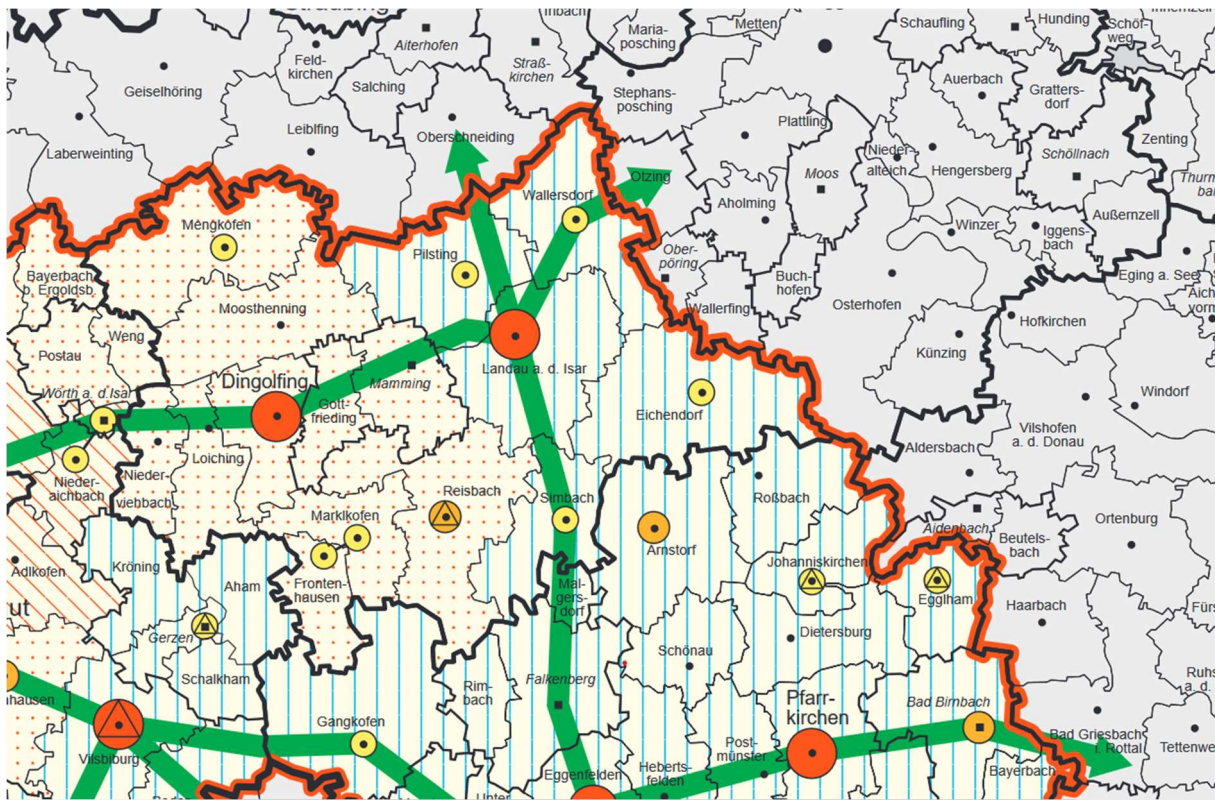 Metten
Schaufling
Hunding
Schöf-
weg
Maria-
posching
Aiterhofen
Feld-
kirchen
Straß-
kirchen
Geiselhöring
Salching
Stephans-
posching
Auerbach
Gratters-
dorf
Leiblfing
Oberschneiding
Plattling
Zenting
Laberweinting
Nieder-
alteich
Hengersberg
Schöllnach
Moos
Otzing
Wallersdorf
Aholming
Außernzell
Mengkofen
Winzer
Iggens-
bach
Pilsting
Ober-
pöring
Buch-
hofen
Bayerbach
b. Ergoldsb.
Eging a. See
Osterhofen
Moosthenning
Wallerfing
Hofkirchen
Weng
Postau
Künzing
Landau a. d. Isar
Dingolfing
Mamming
Windorf
Wörth a. d.Isar
Gott-
frieding
Eichendorf
Vilshofen
a. d. Donau
Aldersbach
Loiching
Nieder-
aichbach
Nieder-
viehbach
Reisbach
Simbach
Roßbach
Marklkofen
Ortenburg
Aidenbach
Beutels-
bach
Arnstorf
Adlkofen
Kröning
Johanniskirchen
Aham
Fronten-
hausen
Mal-
gers-
dorf
Egglham
Haarbach
Gerzen
Dietersburg
Schönau
Schalkham
Falkenberg
Rim-
bach
Pfarr-
kirchen
Bad Birnbach
Gangkofen
Bad Griesbach
i. Rottal
Post-
münster
Vilsbiburg
Eggenfelden
Heberts-
felden
Bayerbach